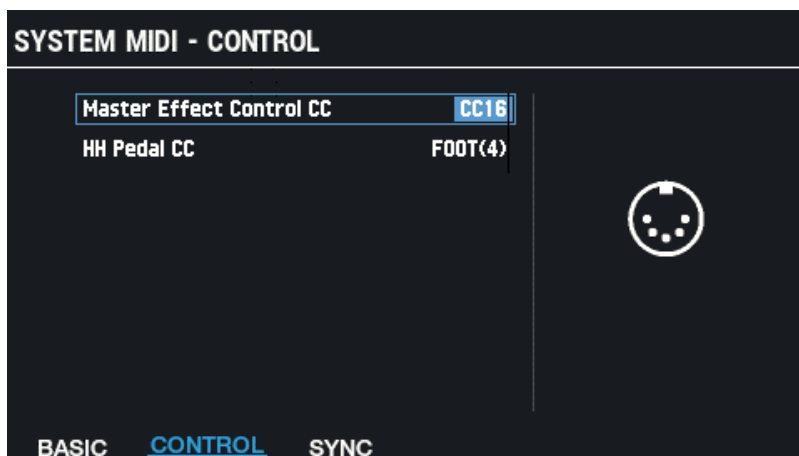 SYSTEM MIDI - CONTROL
Master Effect Control CC CC16
HH Pedal CC FOOT(4)
BASIC CONTROL SYNC